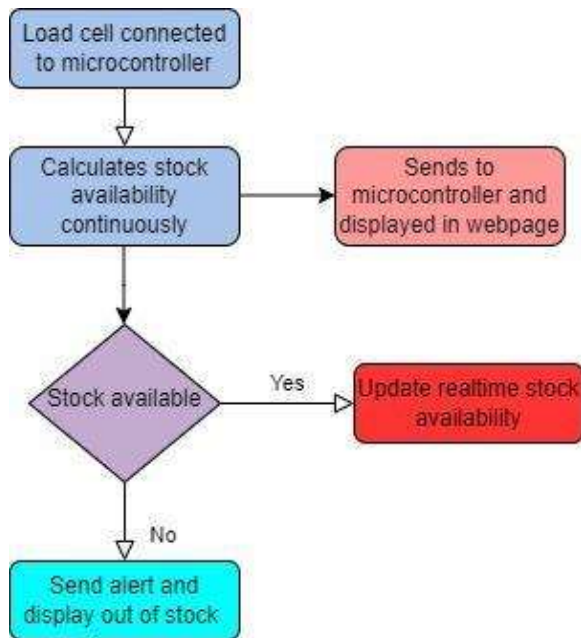 Load cell connected
to microcontroller
Calculates stock
availability
continuously
Sends to
microcontroller and
displayed in webpage
Stock available
Yes
Update realtime stock
availability
No
Send alert and
display out of stock